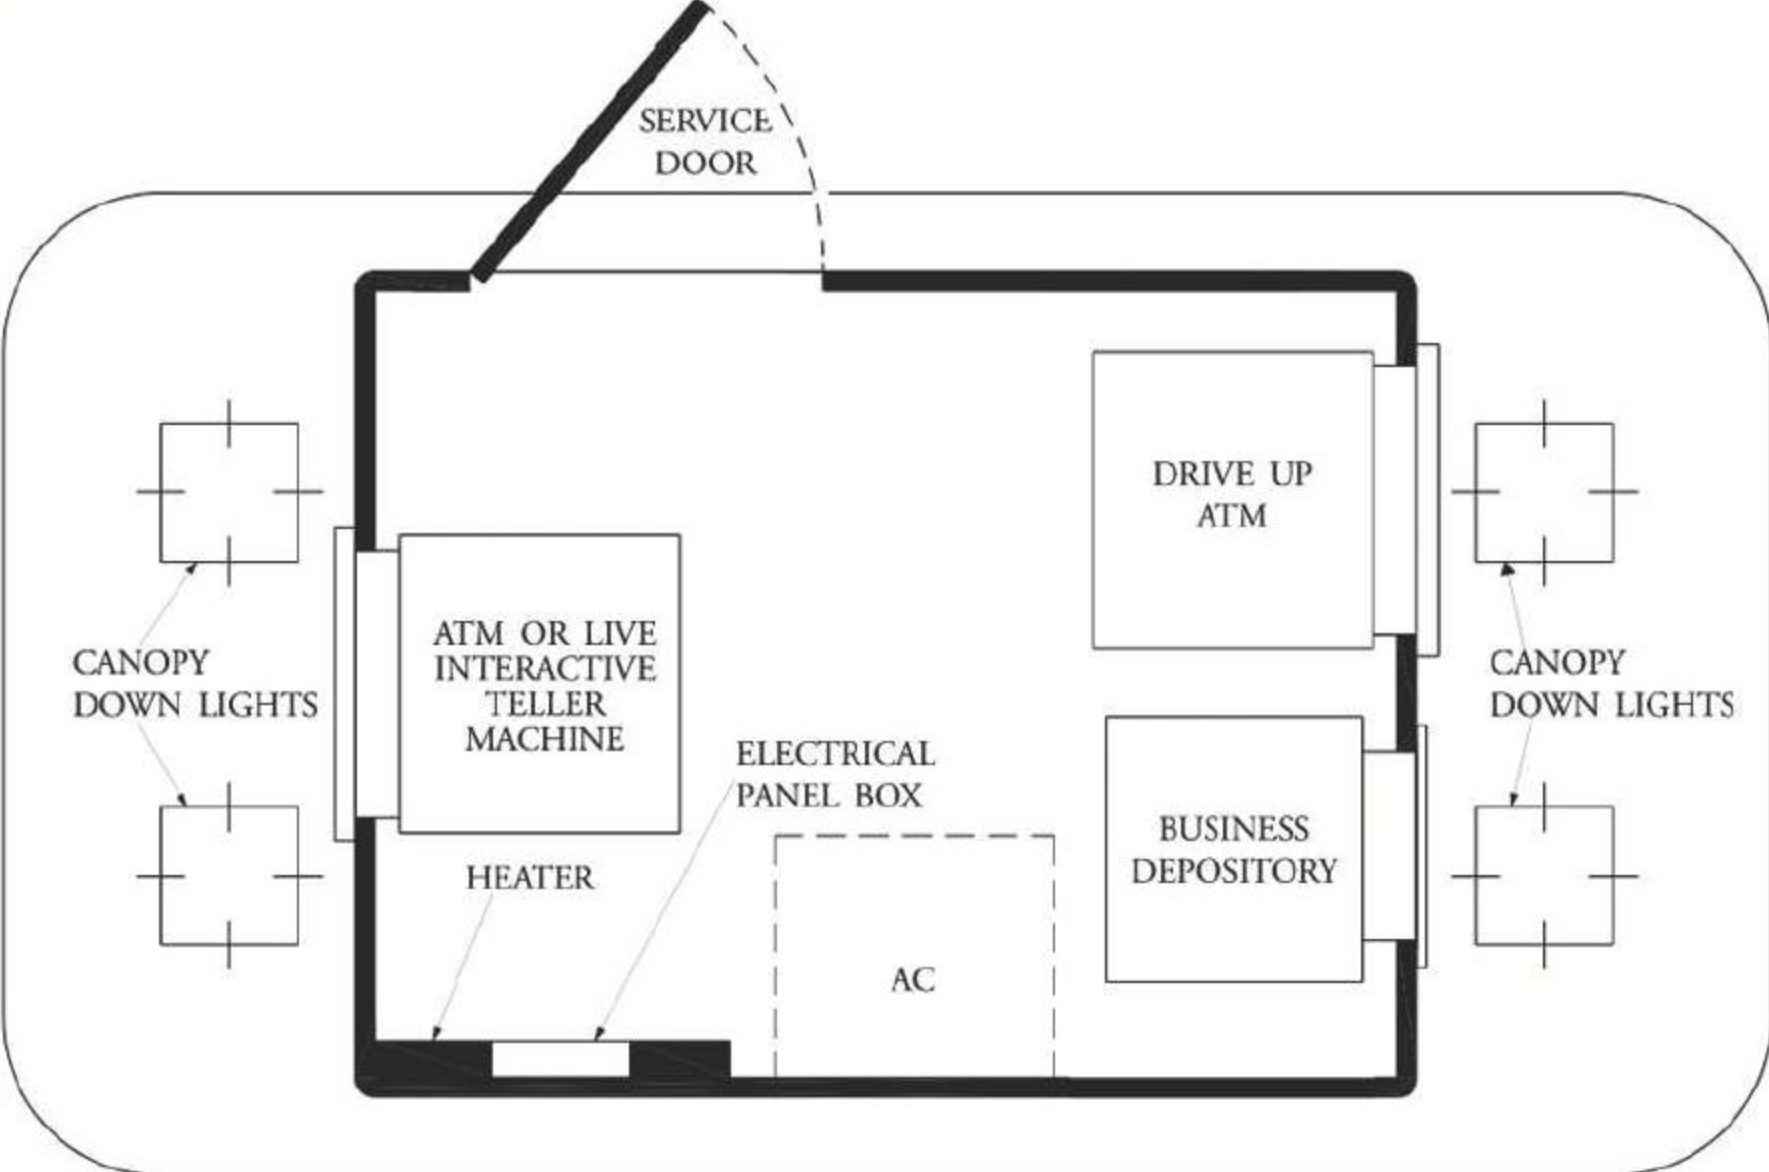 SERVICE
DOOR
DRIVE UP
ATM
ATM OR LIVE
INTERACTIVE
TELLER
MACHINE
CANOPY
DOWN LIGHTS
CANOPY
DOWN LIGHTS
ELECTRICAL
PANEL BOX
BUSINESS
DEPOSITORY
HEATER
AC